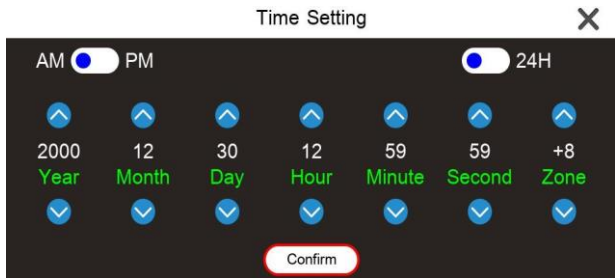 Time Setting
AM PM 24H
2000 12 30 12 59 59 +8
Year Month Day Hour Minute Second Zone
Confirm